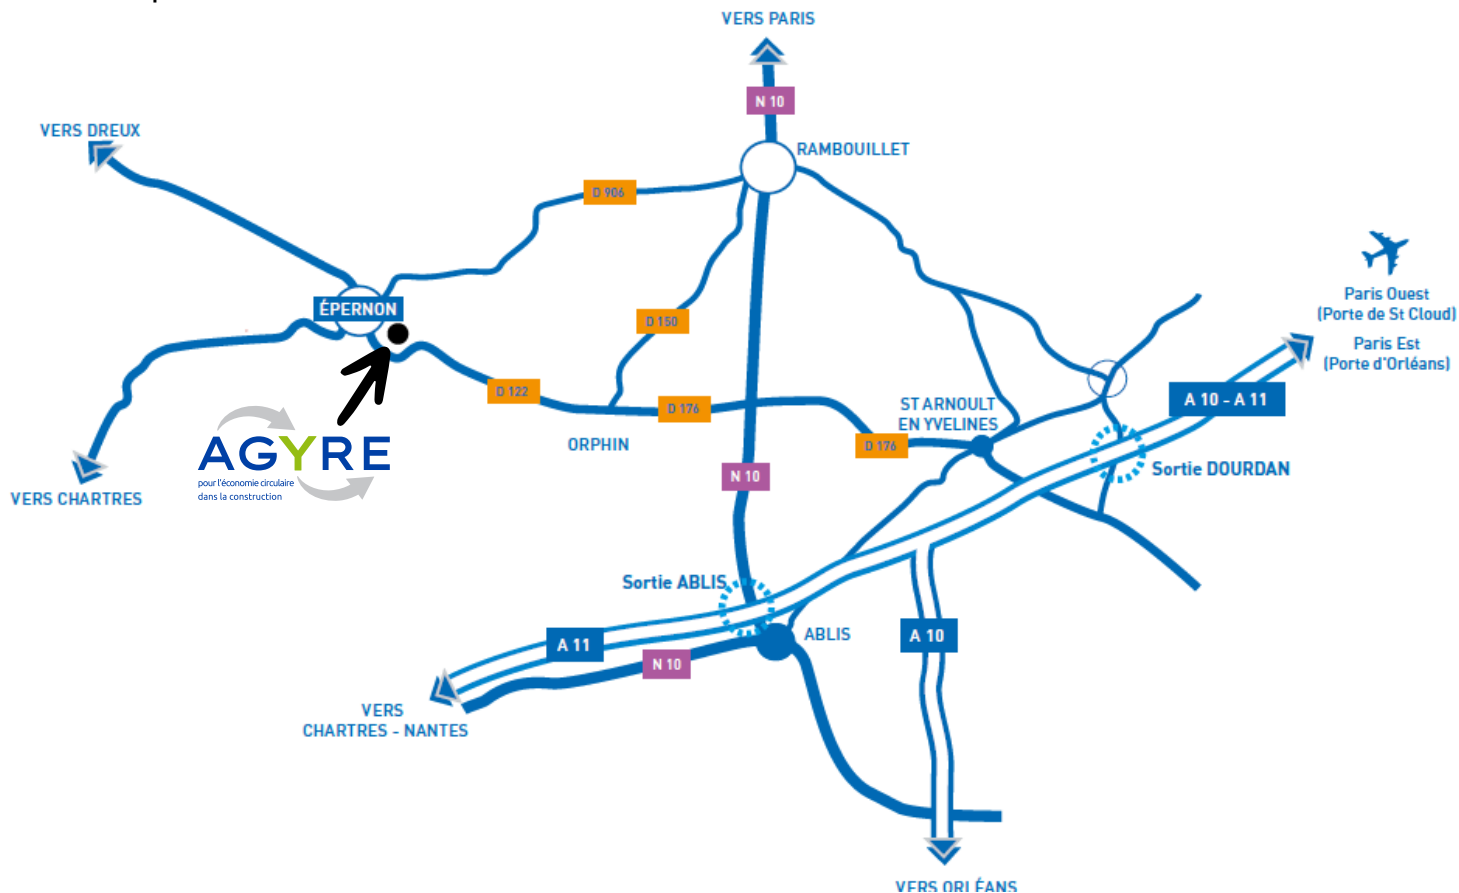 VERS PARIS
N 10
VERS DREUX
RAMBOUILLET
D 906
ÉPERNON
D 150
Paris Ouest
(Porte de St Cloud)
Paris Est
(Porte d'Orléans)
D 122
D 176
A 10 - A 11
ST ARNOULT
EN YVELINES
ORPHIN
D 176
AGYRE
pour l'économie circulaire
dans la construction
N 10
Sortie DOURDAN
VERS CHARTRES
Sortie ABLIS
A 11
ABLIS
A 10
N 10
VERS
CHARTRES - NANTES
VERS ORLÉANS